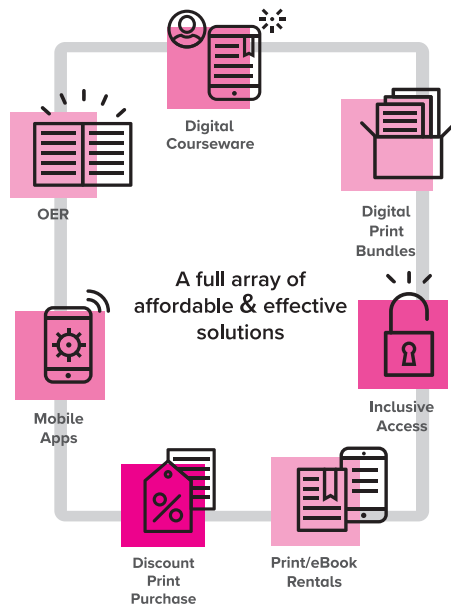 Digital
Courseware
OER
Digital
Print
Bundles
A full array of
affordable & effective
solutions
Mobile
Apps
Inclusive
Access
%
Discount
Print
Purchase
Print/eBook
Rentals